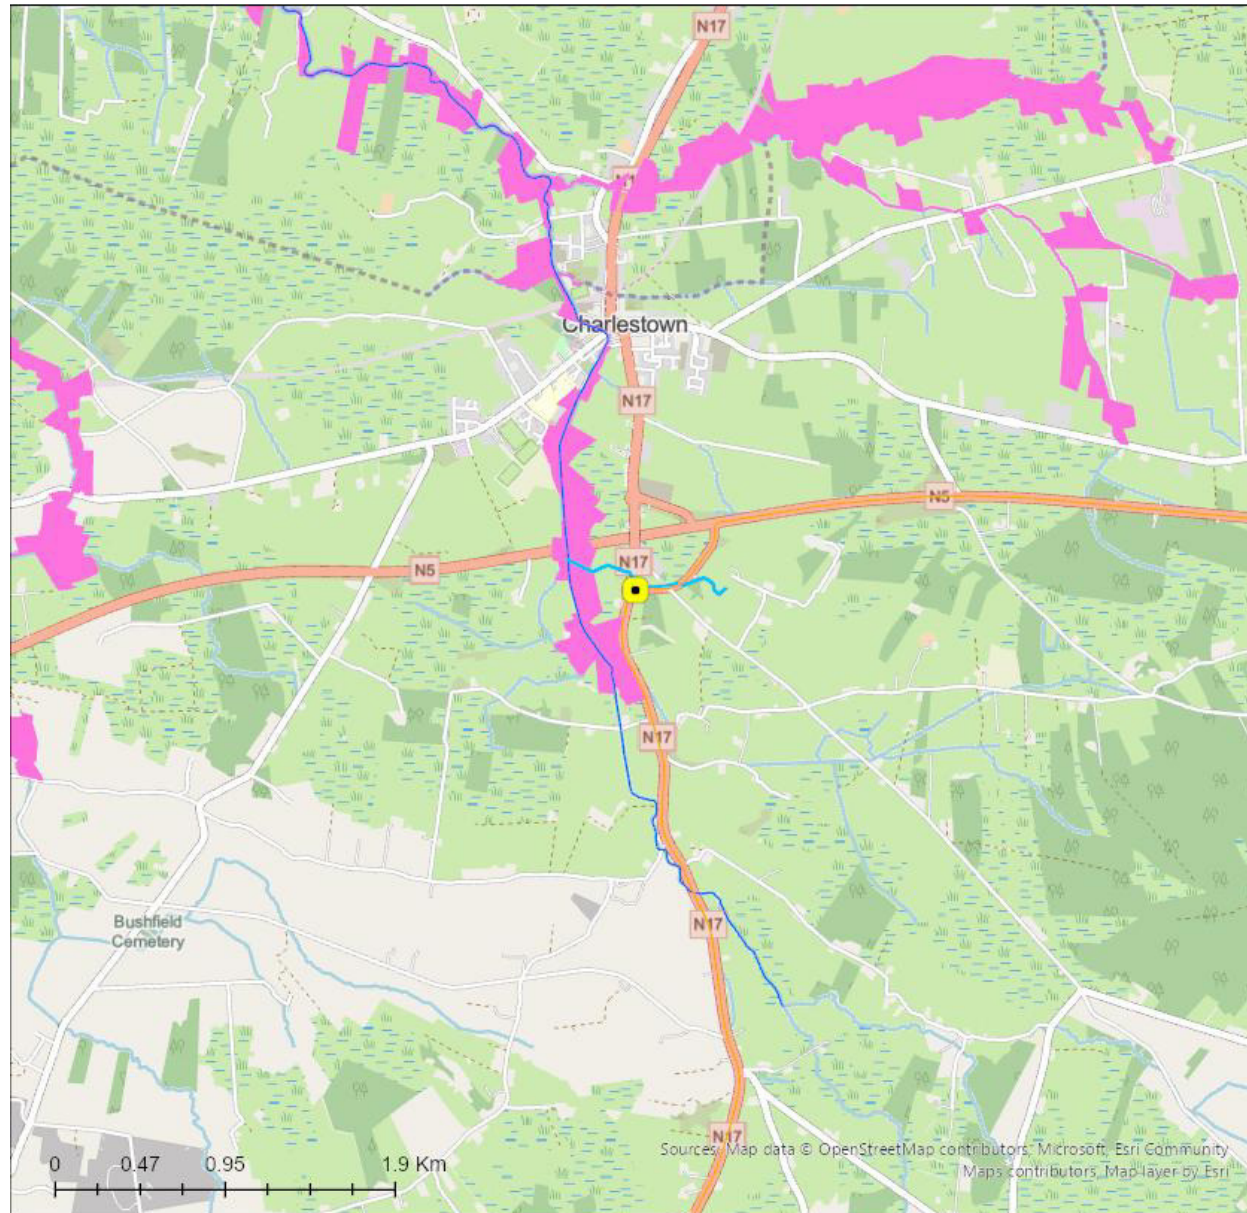 N17
Charlestown
N17
N5
N17
N5
N17
Bushfield
Cemetery
N17
N17
0 0.47 0.95 1.9 Km
Sources: Map data © OpenStreetMap contributors, Microsoft, Esri Community
Maps contributors, Map layer by Esri